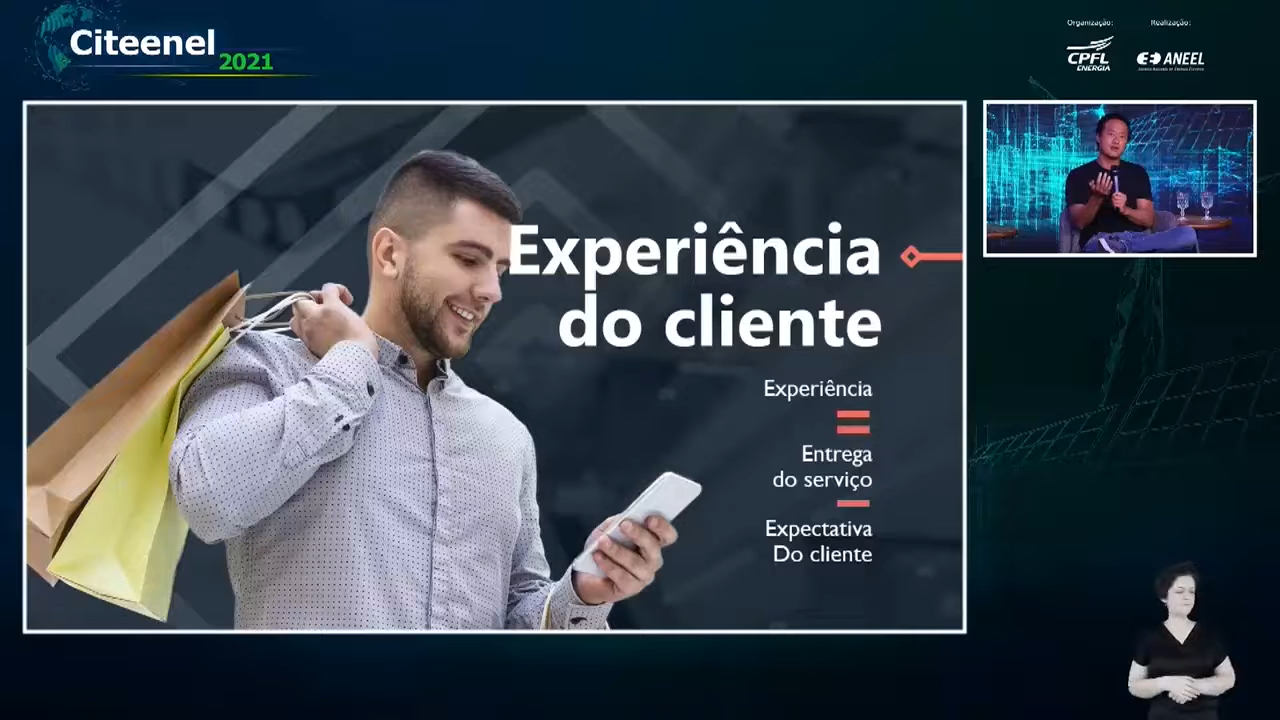 Citeenel
2021
Organização:
Realização:
CPFL
ENERGIA
ANEEL
Experiência
do cliente
Experiência
Entrega
do serviço
Expectativa
Do cliente